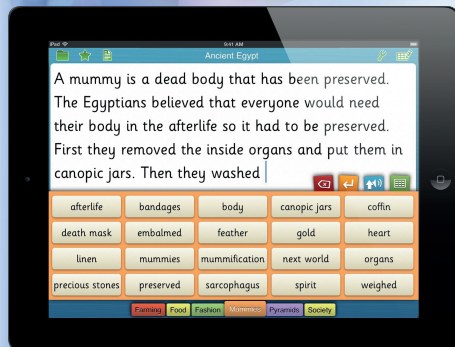 iPad 9:41 AM
Ancient Egypt
A mummy is a dead body that has been preserved.
The Egyptians believed that everyone would need
their body in the afterlife so it had to be preserved.
First they removed the inside organs and put them in
canopic jars. Then they washed
afterlife bandages body canopic jars coffin
death mask embalmed feather gold heart
linen mummies mummification next world organs
precious stones preserved sarcophagus spirit weighed
Farming Food Fashion Mummies Pyramids Society